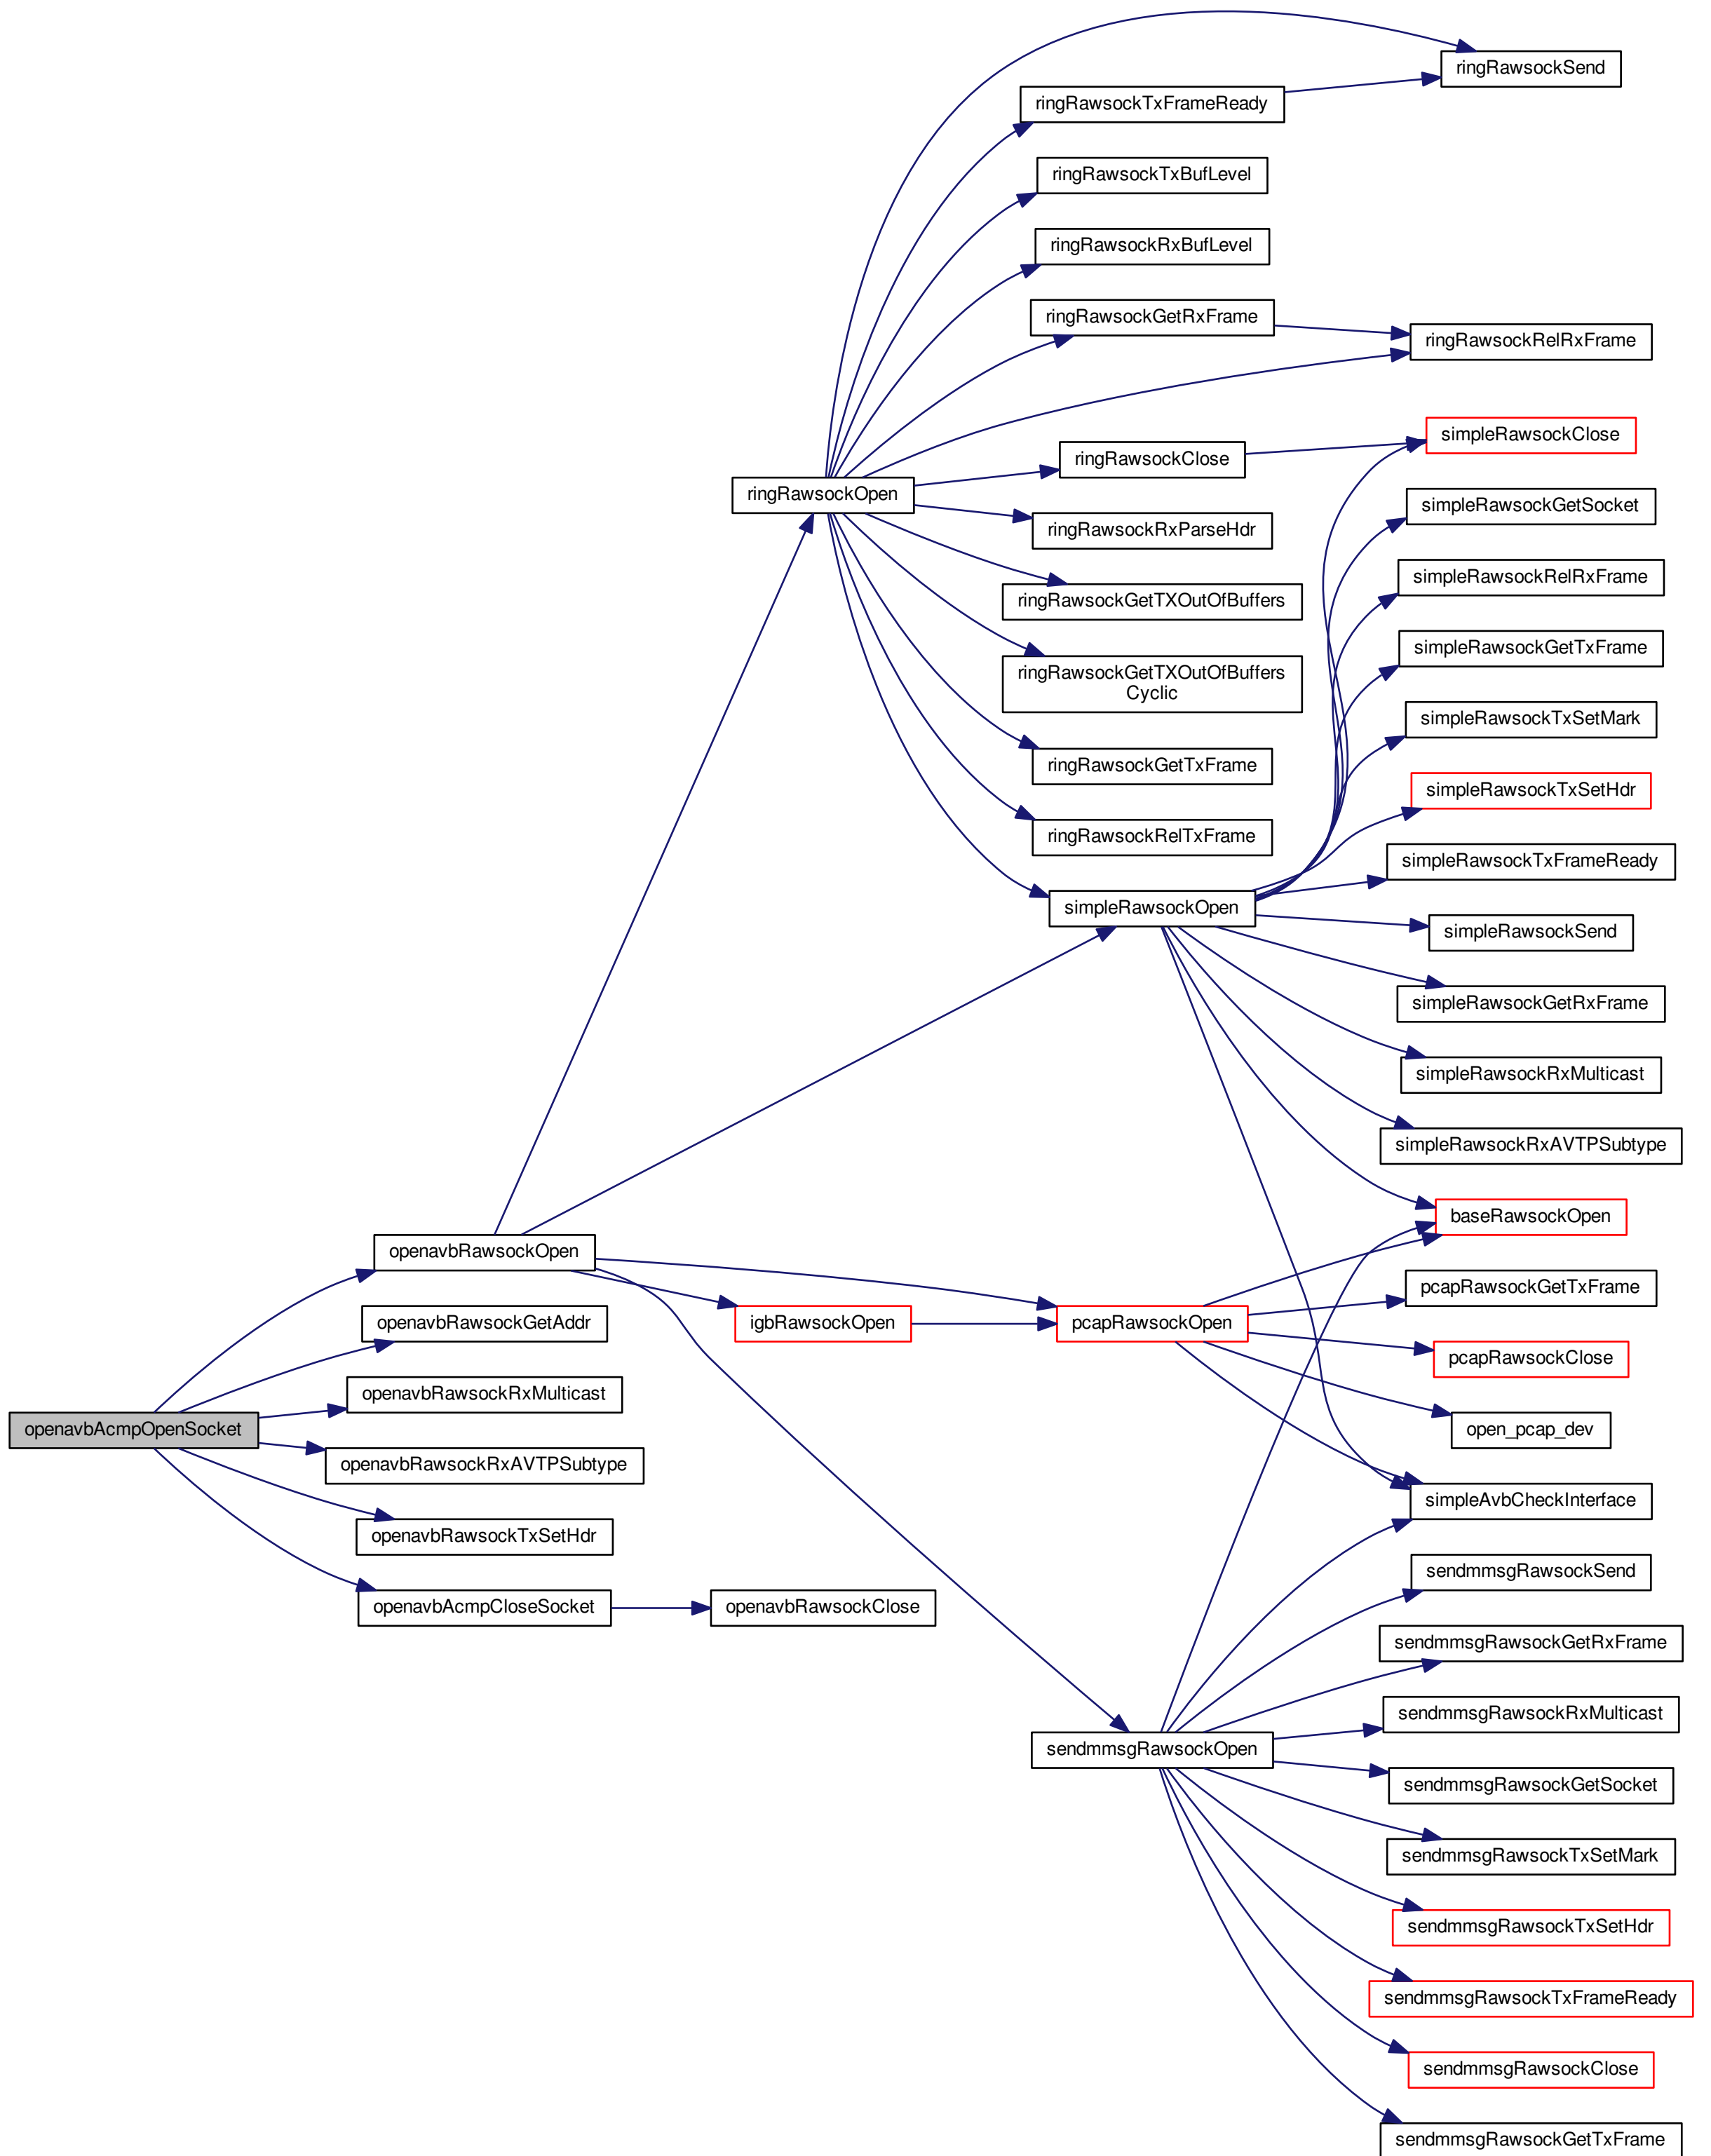 ringRawsockSend
ringRawsockTxFrameReady
ringRawsockTxBufLevel
ringRawsockRxBufLevel
ringRawsockGetRxFrame
ringRawsockRelRxFrame
simpleRawsockClose
ringRawsockClose
ringRawsockOpen
simpleRawsockGetSocket
ringRawsockRxParseHdr
simpleRawsockRelRxFrame
ringRawsockGetTXOutOfBuffers
simpleRawsockGetTxFrame
ringRawsockGetTXOutOfBuffers
Cyclic
simpleRawsockTxSetMark
ringRawsockGetTxFrame
simpleRawsockTxSetHdr
ringRawsockRelTxFrame
simpleRawsockTxFrameReady
simpleRawsockOpen
simpleRawsockSend
simpleRawsockGetRxFrame
simpleRawsockRxMulticast
simpleRawsockRxAVTPSubtype
baseRawsockOpen
openavbRawsockOpen
pcapRawsockGetTxFrame
openavbRawsockGetAddr
igbRawsockOpen
pcapRawsockOpen
pcapRawsockClose
openavbRawsockRxMulticast
openavbAcmpOpenSocket
open_pcap_dev
openavbRawsockRxAVTPSubtype
simpleAvbCheckInterface
openavbRawsockTxSetHdr
sendmmsgRawsockSend
openavbAcmpCloseSocket
openavbRawsockClose
sendmmsgRawsockGetRxFrame
sendmmsgRawsockRxMulticast
sendmmsgRawsockOpen
sendmmsgRawsockGetSocket
sendmmsgRawsockTxSetMark
sendmmsgRawsockTxSetHdr
sendmmsgRawsockTxFrameReady
sendmmsgRawsockClose
sendmmsgRawsockGetTxFrame